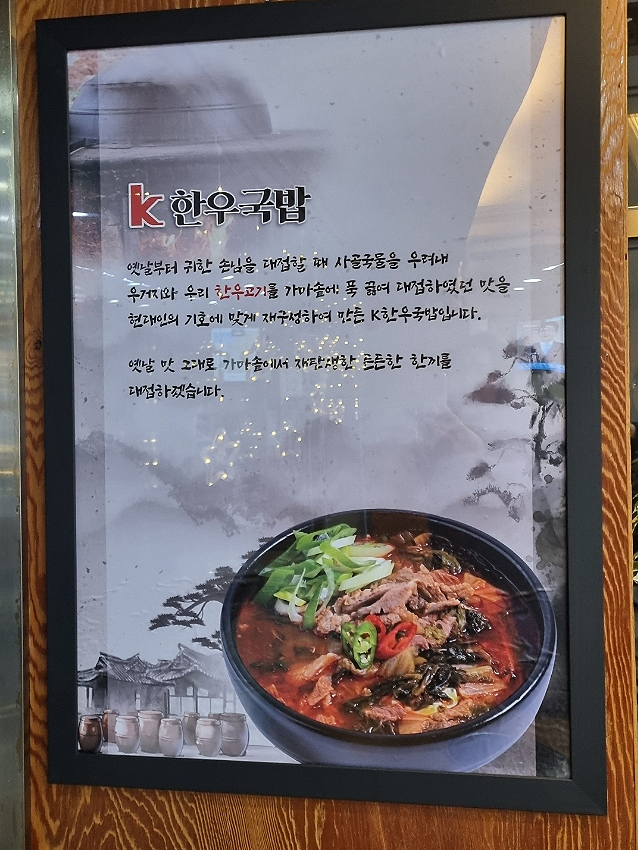 k 한우국밥
옛날부터 귀한 손님을 대접할 때 사골국물을 우려내
우거지와 우리 한우고기를 가마솥에 푹 끓여 대접하였던 맛을
현대인의 기호에 맞게 재구성하여 만든 K한우국밥입니다.
옛날 맛 그대로 가마솥에서 재탄생한 든든한 한끼를
대접하겠습니다.